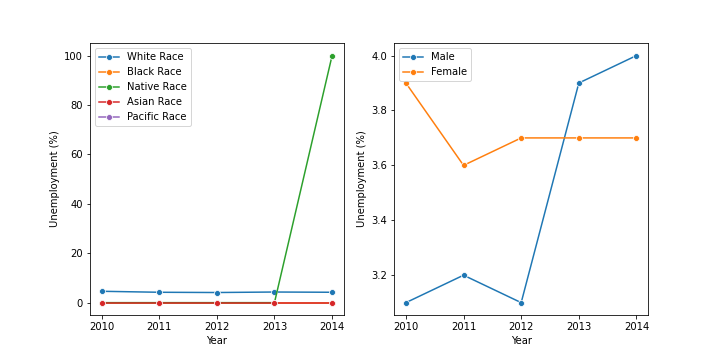 White Race
Black Race
Native Race
Asian Race
Pacific Race
100
80
60
40
20
0
Unemployment (%)
2010 2011 2012 2013 2014
Year
Male
Female
4.0
3.8
3.6
3.4
3.2
Unemployment (%)
2010 2011 2012 2013 2014
Year